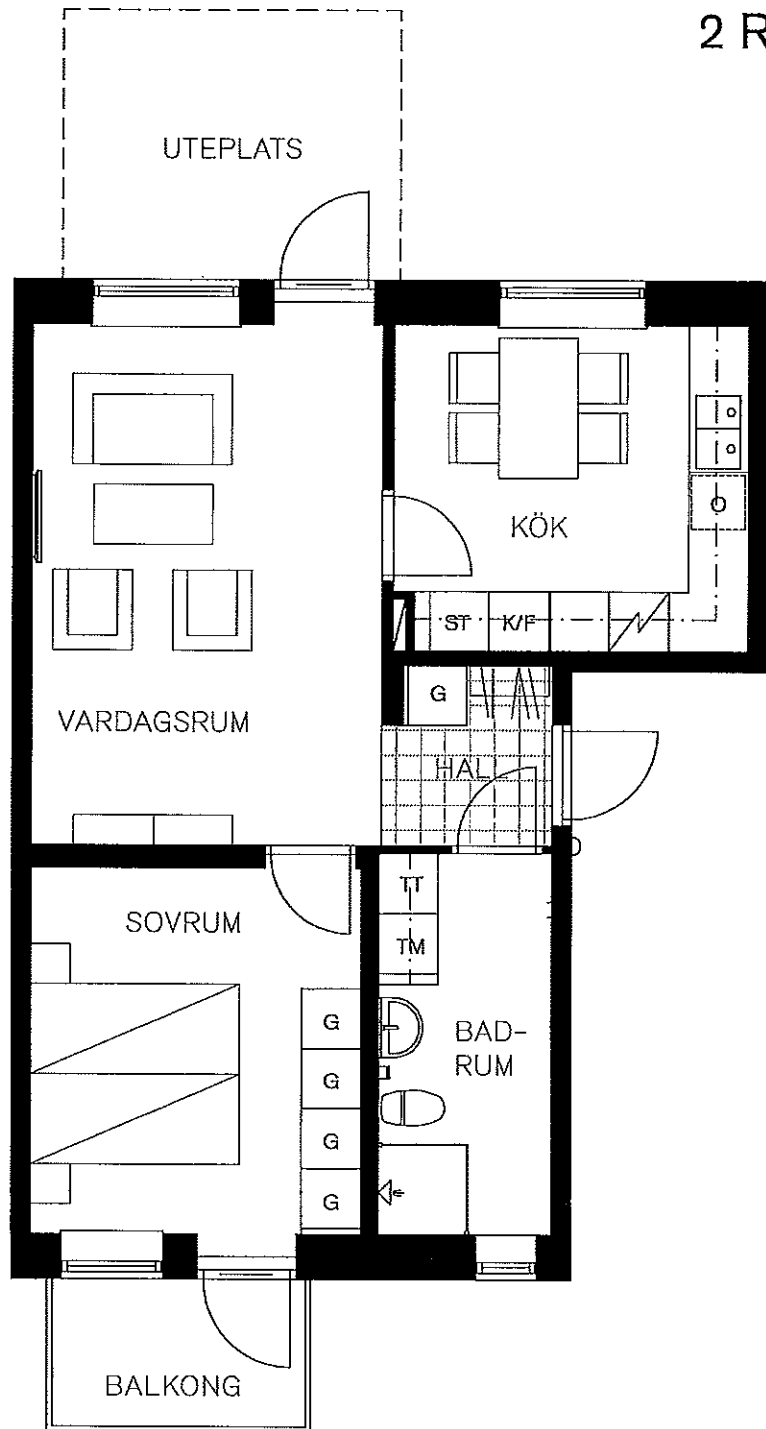 2 R
UTEPLATS
KÖK
ST K/F
G
VARDAGSRUM
HALL
TT
SOVRUM
TM
G
BAD-
RUM
G
G
G
BALKONG